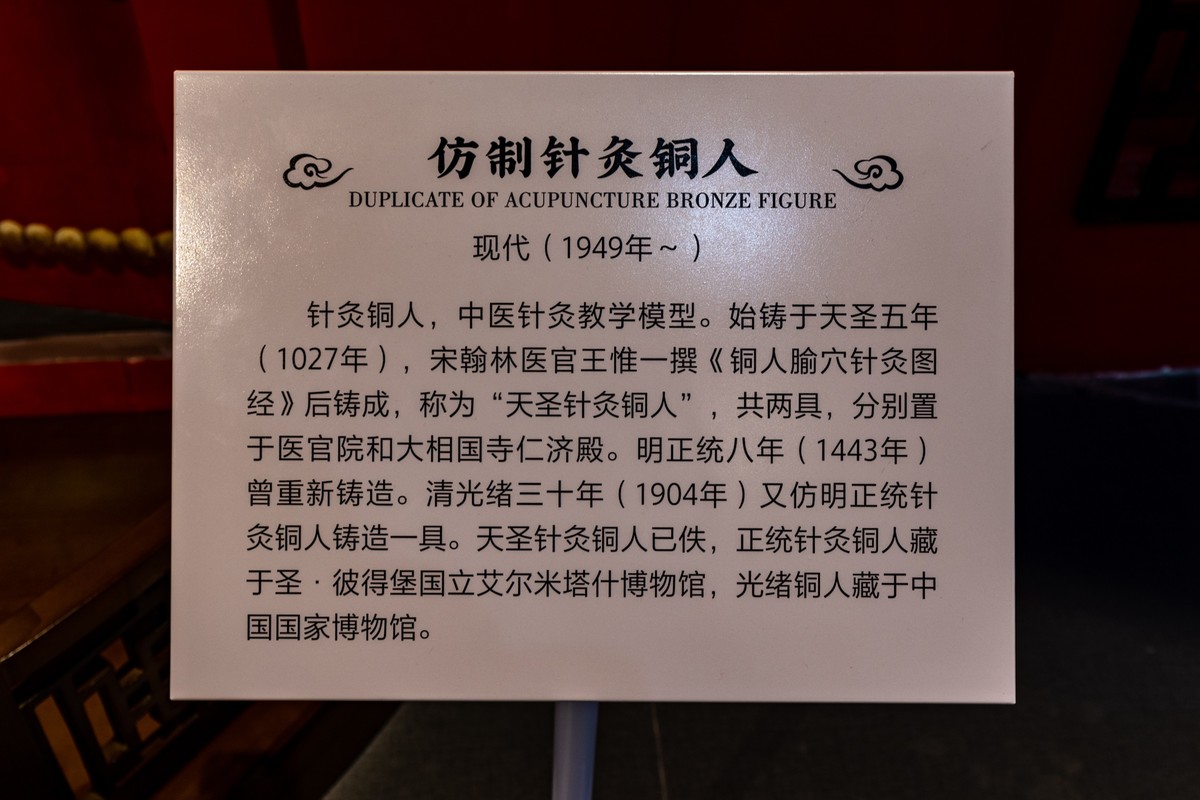 仿制针灸铜人
DUPLICATE OF ACUPUNCTURE BRONZE FIGURE
现代（1949年～）
针灸铜人，中医针灸教学模型。始铸于天圣五年
（1027年），宋翰林医官王惟一撰《铜人腧穴针灸图
经》后铸成，称为“天圣针灸铜人”，共两具，分别置
于医官院和大相国寺仁济殿。明正统八年（1443年）
曾重新铸造。清光绪三十年（1904年）又仿明正统针
灸铜人铸造一具。天圣针灸铜人已佚，正统针灸铜人藏
于圣·彼得堡国立艾尔米塔什博物馆，光绪铜人藏于中
国国家博物馆。